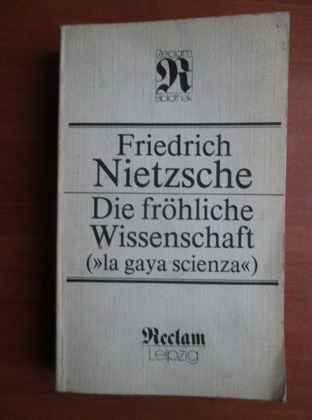 Reclam
R
Bibliothek
Friedrich
Nietzsche
Die fröhliche
Wissenschaft
(»la gaya scienza«)
Reclam
Leipzig